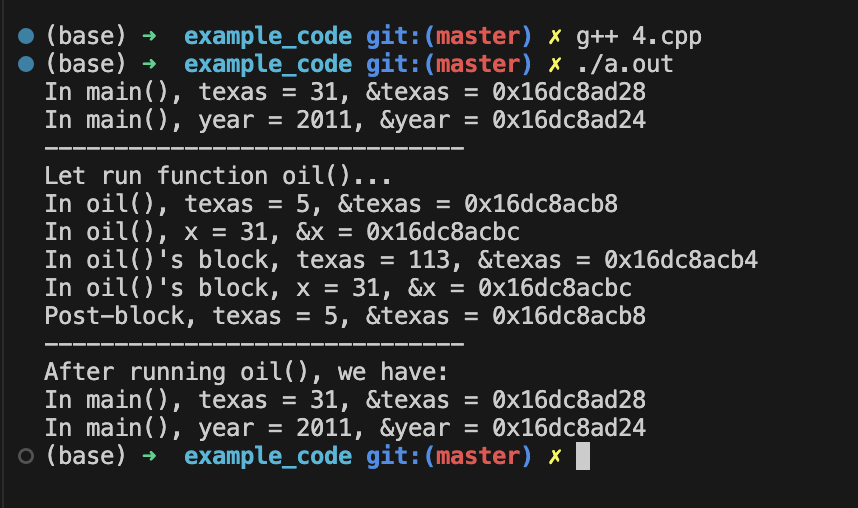 (base) ➜ example_code git:(master) ✗ g++ 4.cpp
(base) ➜ example_code git:(master) ✗ ./a.out
In main(), texas = 31, &texas = 0x16dc8ad28
In main(), year = 2011, &year = 0x16dc8ad24
------------------------------
Let run function oil()...
In oil(), texas = 5, &texas = 0x16dc8acb8
In oil(), x = 31, &x = 0x16dc8acbc
In oil()'s block, texas = 113, &texas = 0x16dc8acb4
In oil()'s block, x = 31, &x = 0x16dc8acbc
Post-block, texas = 5, &texas = 0x16dc8acb8
------------------------------
After running oil(), we have:
In main(), texas = 31, &texas = 0x16dc8ad28
In main(), year = 2011, &year = 0x16dc8ad24
(base) ➜ example_code git:(master) ✗